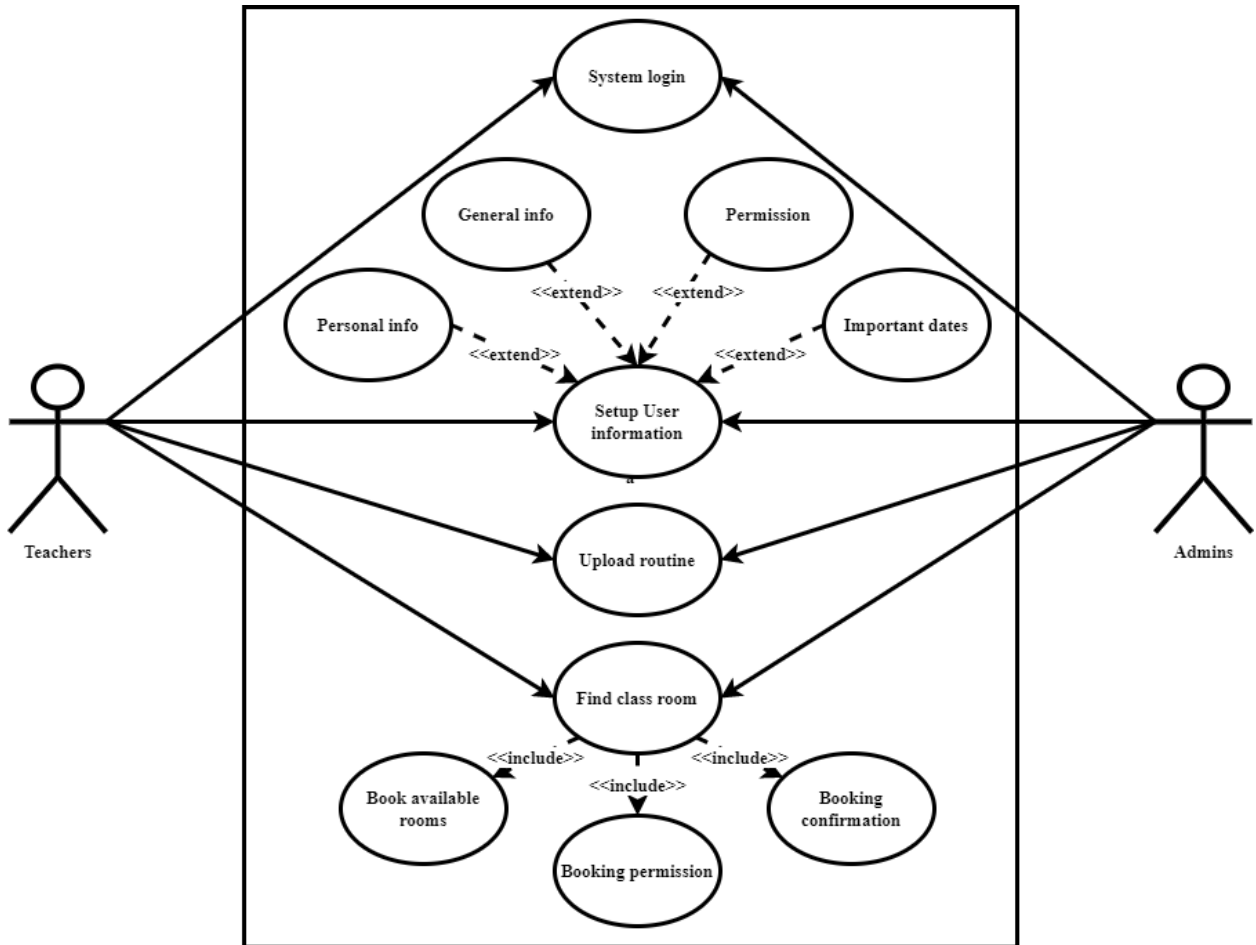 System login
General info
Permission
<<extend>>
<<extend>>
Personal info
Important dates
<<extend>>
<<extend>>
Setup User
information
a
Teachers
Admins
Upload routine
Find class room
<<include>>
<<include>>
<<include>>
Book available
rooms
Booking
confirmation
Booking permission